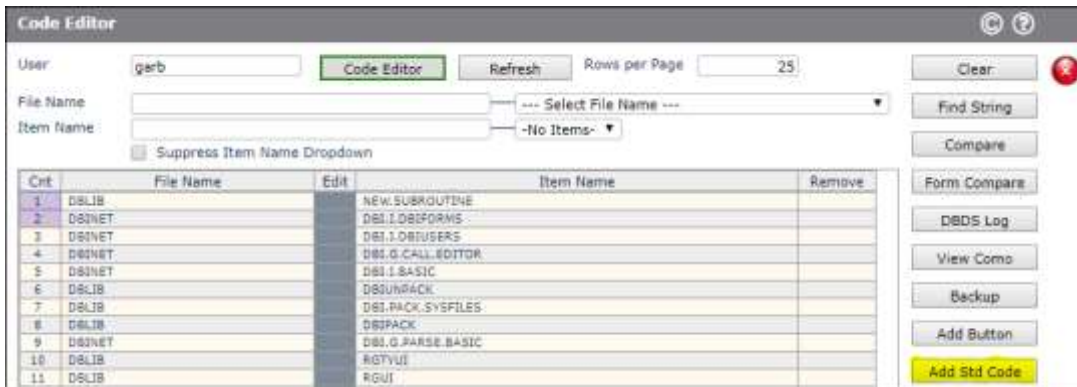 Code Editor
User garb Code Editor Refresh Rows per Page 25 Clear
File Name --- Select File Name --- Find String
Item Name -No Items-
Suppress Item Name Dropdown Compare
Cnt File Name Edit Item Name Remove Form Compare
1 DBLIB NEW.SUBROUTINE
2 DBINET DBI.I.DBIFORMS DBDS Log
3 DBINET DBI.I.DBIUSERS
4 DBINET DBI.G.CALL.EDITOR View Como
5 DBINET DBI.I.BASIC
6 DBLIB DBIUNPACK Backup
7 DBLIB DBI.PACK.SYSFILES
8 DBLIB DBIPACK Add Button
9 DBINET DBI.G.PARSE.BASIC
10 DBLIB RGTVUI Add Std Code
11 DBLIB RGUI